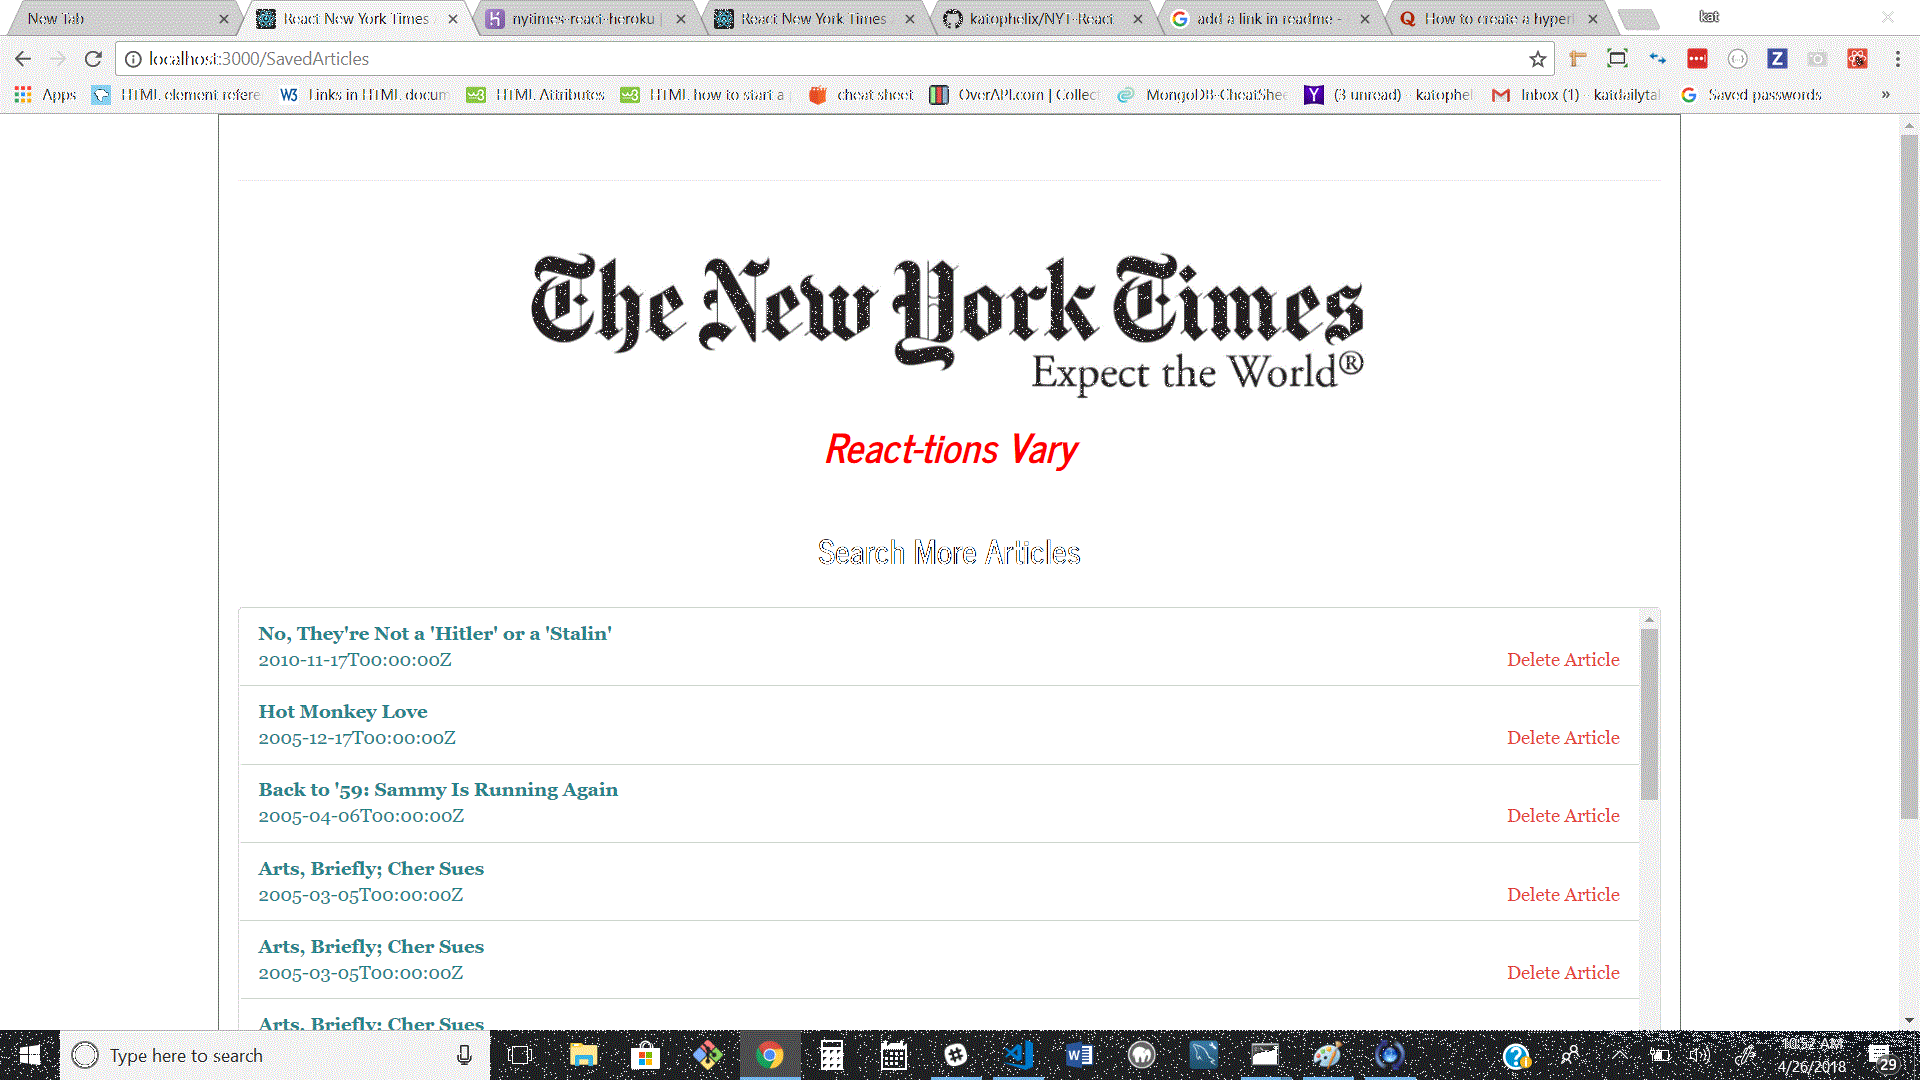 New Tab
React New York Times
nytimes-react-heroku |
React New York Times
katophelix/NYT-React
add a link in readme -
How to create a hyperl
kat
localhost:3000/SavedArticles
Apps
HTML element refere
Links in HTML docum
HTML Attributes
HTML how to start a
cheat sheet
OverAPI.com | Collect
MongoDB-CheatShee
(3 unread) - katophel
Inbox (1) - katdailytal
Saved passwords
»
The New York Times
Expect the World®
React-tions Vary
Search More Articles
No, They're Not a 'Hitler' or a 'Stalin'
2010-11-17T00:00:00Z
Delete Article
Hot Monkey Love
2005-12-17T00:00:00Z
Delete Article
Back to '59: Sammy Is Running Again
2005-04-06T00:00:00Z
Delete Article
Arts, Briefly; Cher Sues
2005-03-05T00:00:00Z
Delete Article
Arts, Briefly; Cher Sues
2005-03-05T00:00:00Z
Delete Article
Arts, Briefly; Cher Sues
Type here to search
10:52 AM
4/26/2018
29